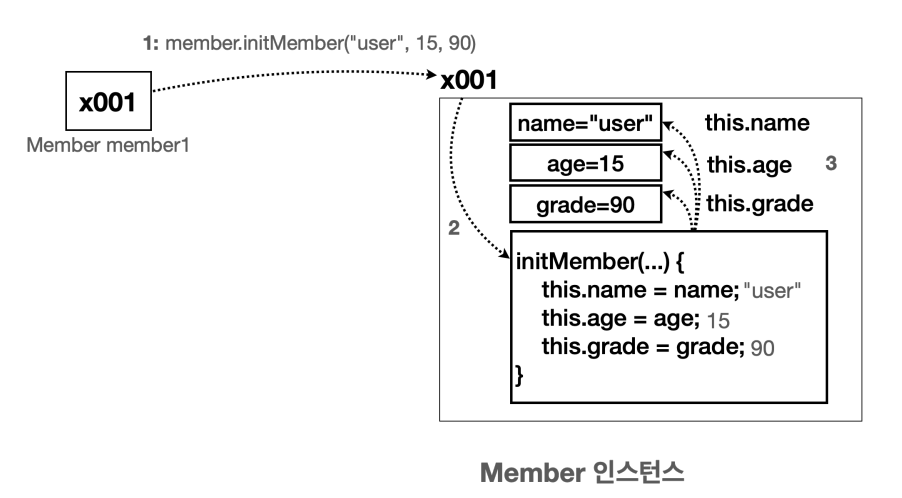 1: member.initMember("user", 15, 90)
x001
Member member1
x001
name="user"
this.name
age=15
this.age
3
grade=90
this.grade
2
initMember(...) {
this.name = name; "user"
this.age = age; 15
this.grade = grade; 90
}
Member 인스턴스